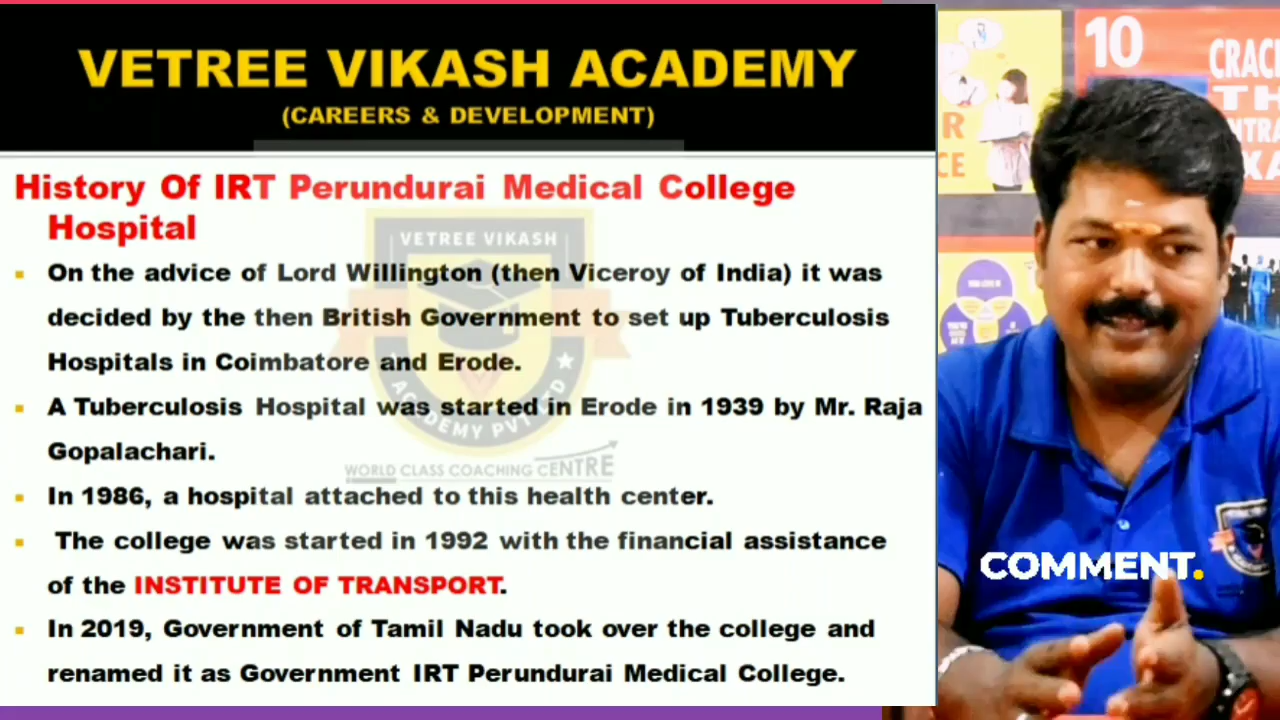 VETREE VIKASH ACADEMY
(CAREERS & DEVELOPMENT)
History Of IRT Perundurai Medical College
Hospital
On the advice of Lord Willington (then Viceroy of India) it was
decided by the then British Government to set up Tuberculosis
Hospitals in Coimbatore and Erode.
A Tuberculosis Hospital was started in Erode in 1939 by Mr. Raja
Gopalachari.
In 1986, a hospital attached to this health center.
The college was started in 1992 with the financial assistance
of the INSTITUTE OF TRANSPORT.
In 2019, Government of Tamil Nadu took over the college and
renamed it as Government IRT Perundurai Medical College.
VETREE VIKASH
ACADEMY PVT LTD
WORLD CLASS COACHING CENTRE
10
CRAC
TH
COMMENT.